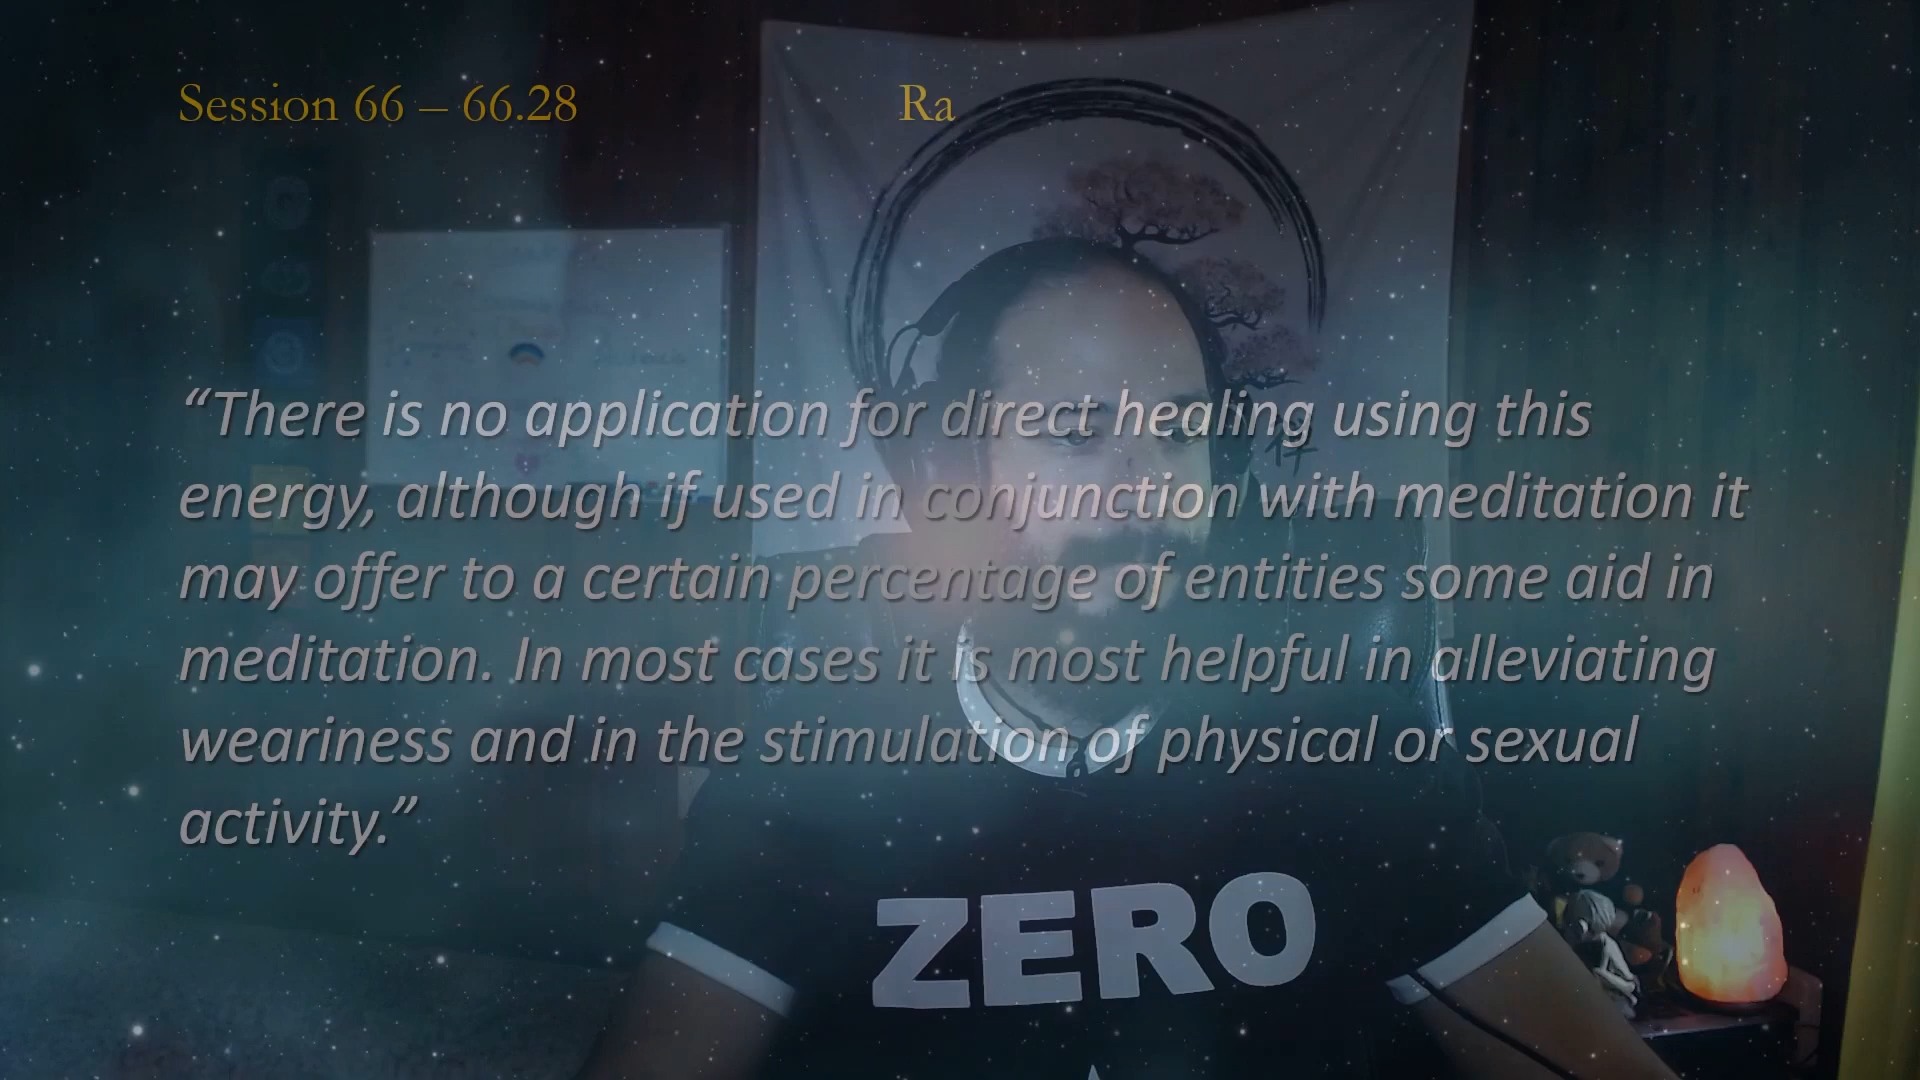 Session 66 – 66.28
Ra
“There is no application for direct healing using this
energy, although if used in conjunction with meditation it
may offer to a certain percentage of entities some aid in
meditation. In most cases it is most helpful in alleviating
weariness and in the stimulation of physical or sexual
activity.”
ZERO